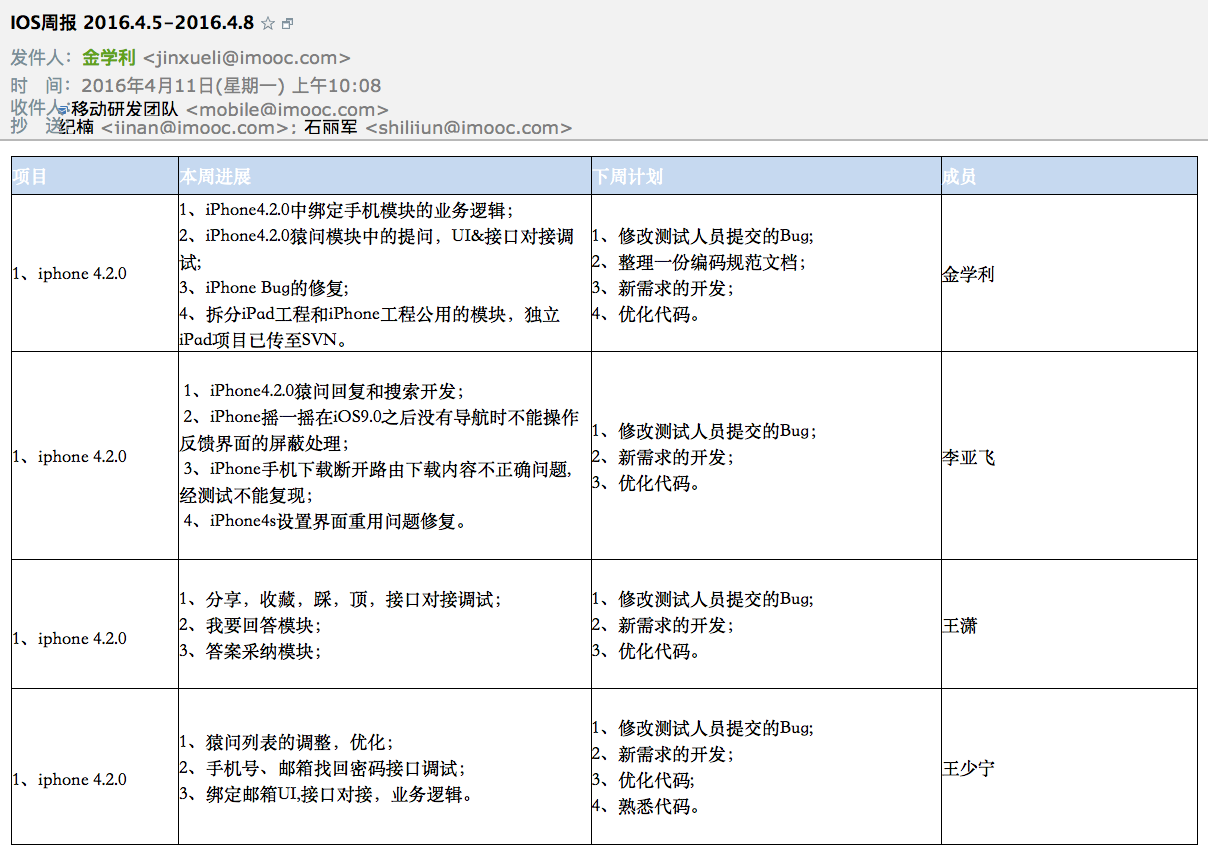 IOS周报 2016.4.5-2016.4.8
发件人：金学利 <jinxueli@imooc.com>
时 间：2016年4月11日(星期一) 上午10:08
收件人：移动研发团队 <mobile@imooc.com>
抄 送 纪楠 <jinan@imooc.com>; 石丽军 <shilijun@imooc.com>
项目 本周进展 下周计划 成员
1、iphone 4.2.0
1、iPhone4.2.0中绑定手机模块的业务逻辑；
2、iPhone4.2.0猿问模块中的提问，UI&接口对接调
试;
3、iPhone Bug的修复;
4、拆分iPad工程和iPhone工程公用的模块，独立
iPad项目已传至SVN。
1、修改测试人员提交的Bug;
2、整理一份编码规范文档；
3、新需求的开发；
4、优化代码。
金学利
1、iphone 4.2.0
1、iPhone4.2.0猿问回复和搜索开发；
2、iPhone摇一摇在iOS9.0之后没有导航时不能操作
反馈界面的屏蔽处理；
3、iPhone手机下载断开路由下载内容不正确问题,
经测试不能复现；
4、iPhone4s设置界面重用问题修复。
1、修改测试人员提交的Bug；
2、新需求的开发；
3、优化代码。
李亚飞
1、iphone 4.2.0
1、分享，收藏，踩，顶，接口对接调试；
2、我要回答模块；
3、答案采纳模块；
1、修改测试人员提交的Bug;
2、新需求的开发；
3、优化代码。
王潇
1、iphone 4.2.0
1、猿问列表的调整，优化；
2、手机号、邮箱找回密码接口调试；
3、绑定邮箱UI,接口对接，业务逻辑。
1、修改测试人员提交的Bug;
2、新需求的开发；
3、优化代码;
4、熟悉代码。
王少宁